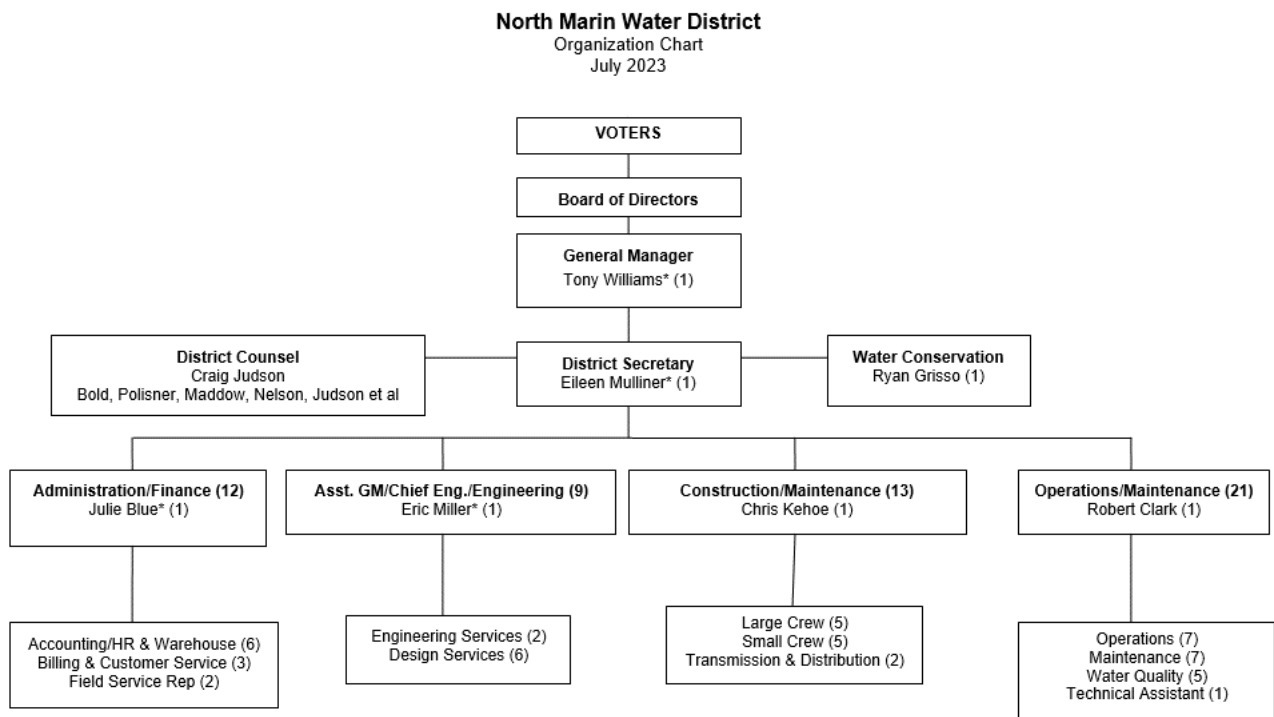 North Marin Water District
Organization Chart
July 2023
VOTERS
Board of Directors
General Manager
Tony Williams* (1)
District Counsel
Craig Judson
Bold, Polisner, Maddow, Nelson, Judson et al
District Secretary
Eileen Mulliner* (1)
Water Conservation
Ryan Grisso (1)
Administration/Finance (12)
Julie Blue* (1)
Asst. GM/Chief Eng./Engineering (9)
Eric Miller* (1)
Construction/Maintenance (13)
Chris Kehoe (1)
Operations/Maintenance (21)
Robert Clark (1)
Accounting/HR & Warehouse (6)
Billing & Customer Service (3)
Field Service Rep (2)
Engineering Services (2)
Design Services (6)
Large Crew (5)
Small Crew (5)
Transmission & Distribution (2)
Operations (7)
Maintenance (7)
Water Quality (5)
Technical Assistant (1)